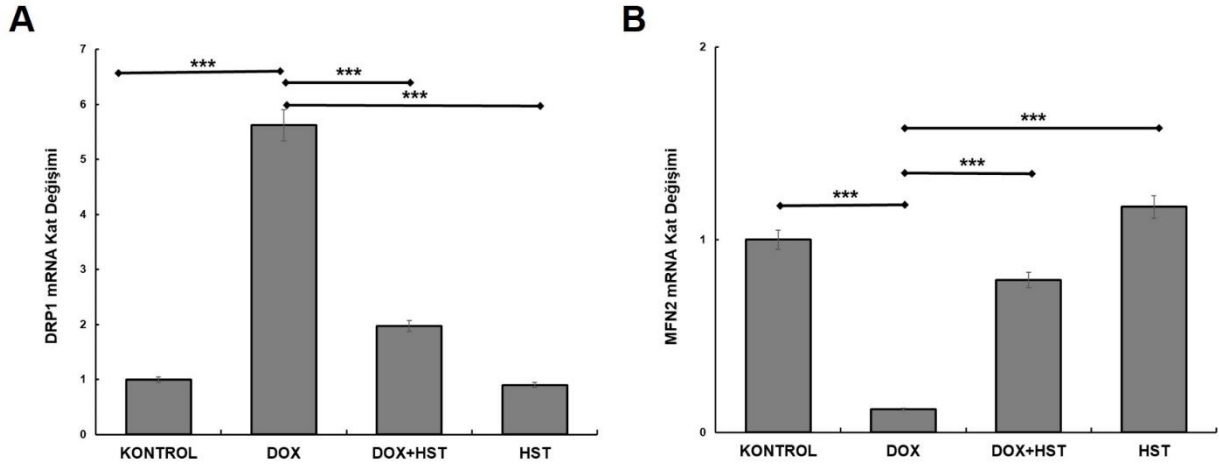 A
DRP1 mRNA Kat Değişimi
7
6
5
4
3
2
1
0
***
***
***
KONTROL DOX DOX+HST HST
B
MFN2 mRNA Kat Değişimi
2
1
0
***
***
***
KONTROL DOX DOX+HST HST